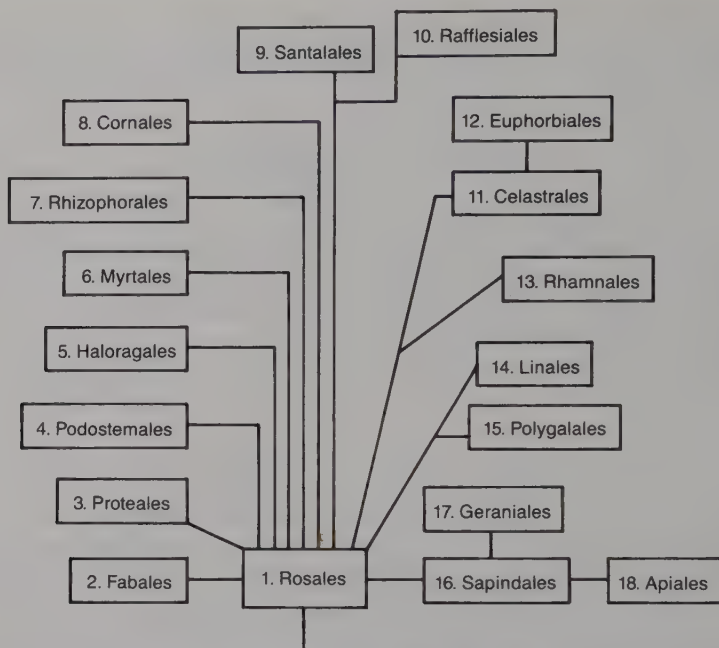 10. Rafflesiales
9. Santalales
8. Cornales
12. Euphorbiales
7. Rhizophorales
11. Celastrales
6. Myrtales
13. Rhamnales
5. Haloragales
14. Linales
4. Podostemales
15. Polygalales
3. Proteales
17. Geraniales
2. Fabales
1. Rosales
16. Sapindales
18. Apiales